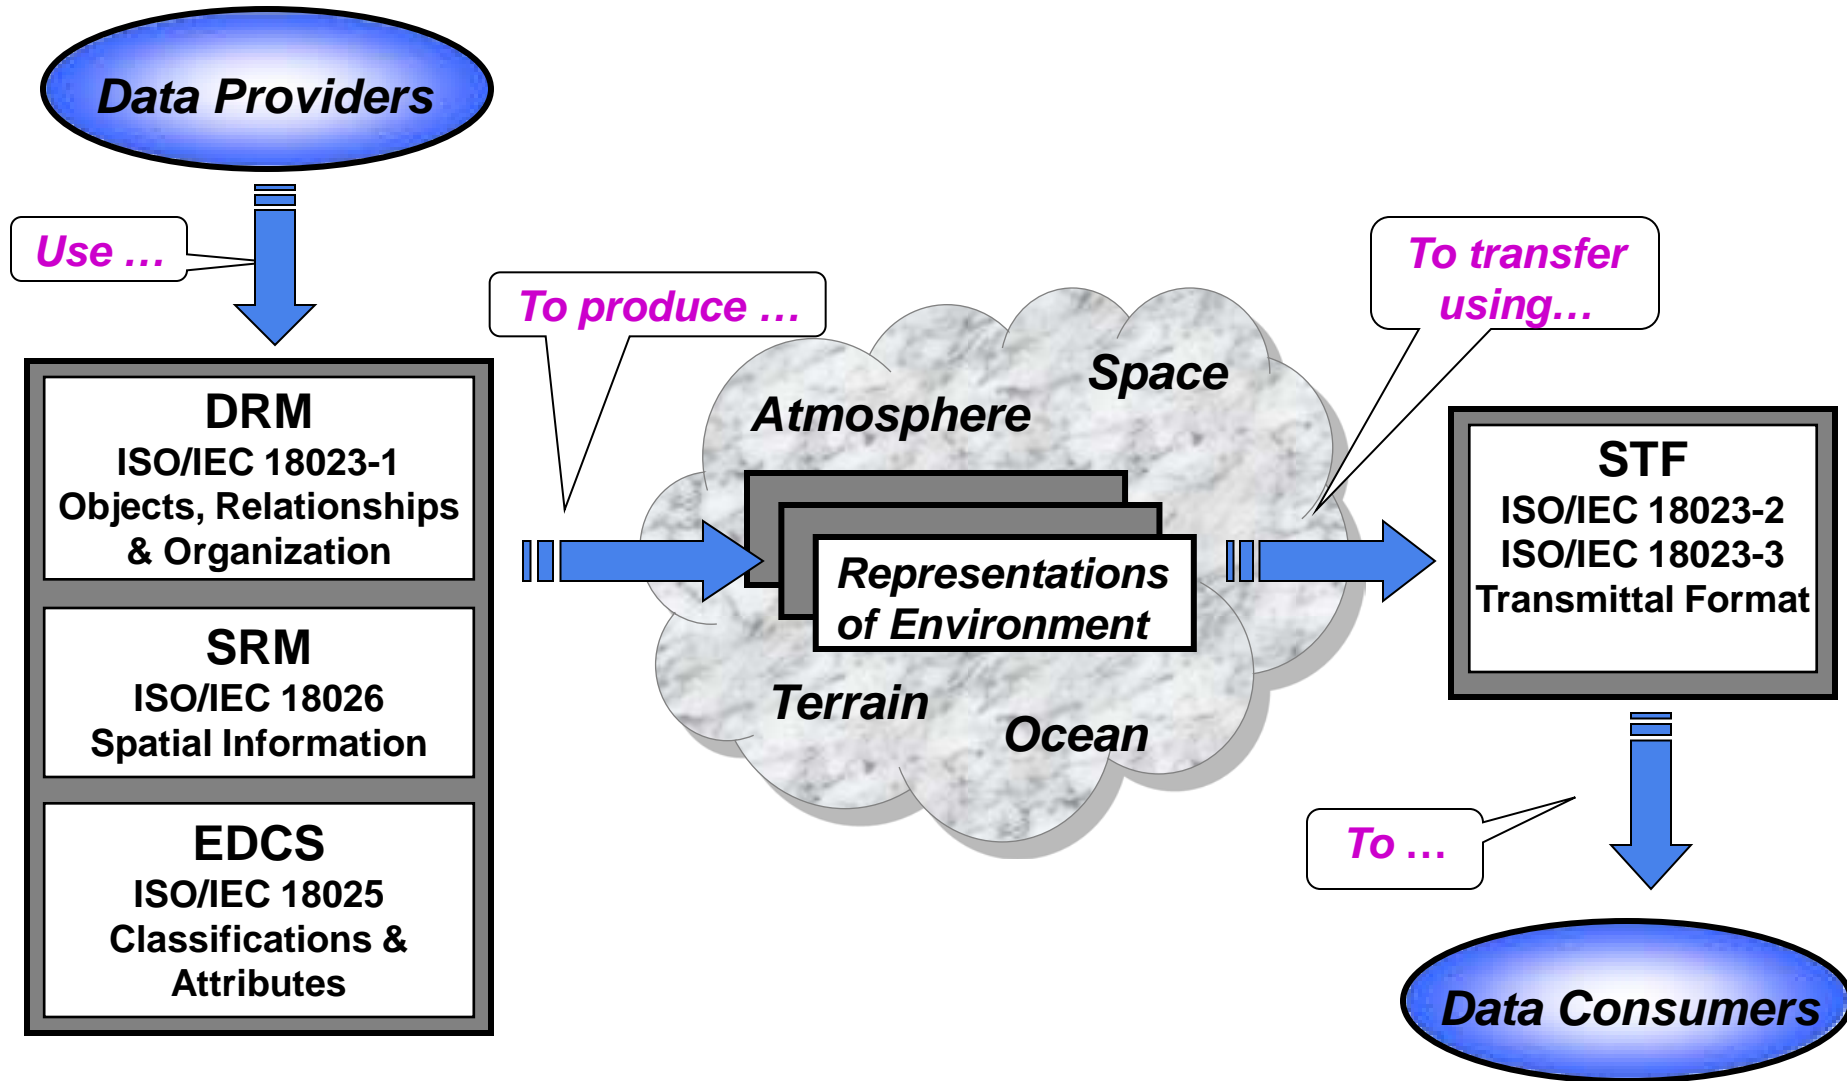 Data Providers
Use …
DRM
ISO/IEC 18023-1
Objects, Relationships
& Organization
SRM
ISO/IEC 18026
Spatial Information
EDCS
ISO/IEC 18025
Classifications &
Attributes
To produce …
Atmosphere
Space
Representations
of Environment
Terrain
Ocean
To transfer
using…
STF
ISO/IEC 18023-2
ISO/IEC 18023-3
Transmittal Format
To …
Data Consumers